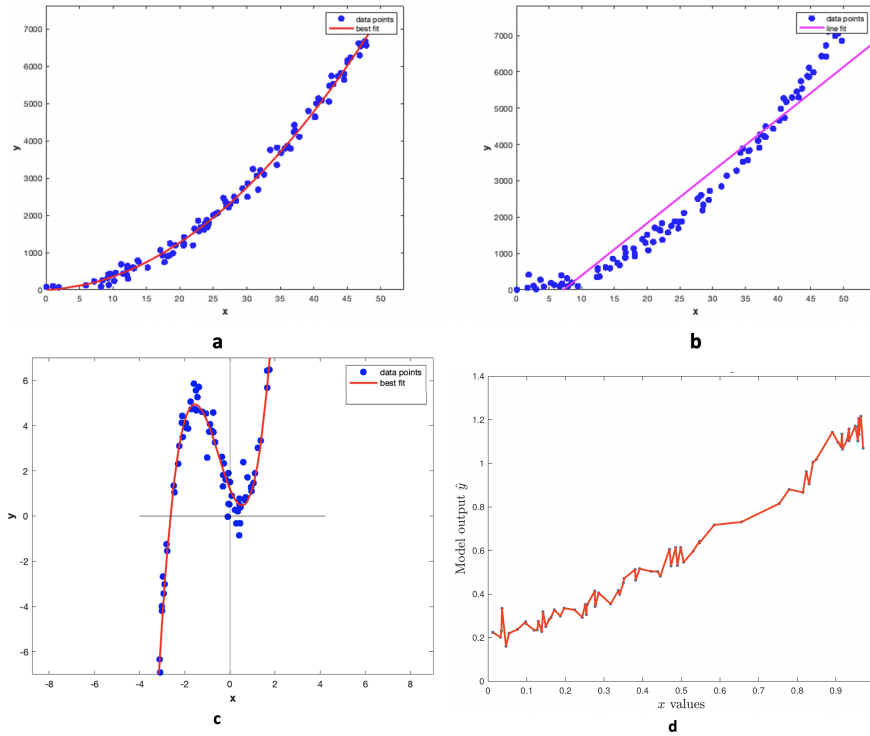 7000
6000
5000
4000
3000
2000
1000
0
y
data points
best fit
0 5 10 15 20 25 30 35 40 45 50
x
a
7000
6000
5000
4000
3000
2000
1000
0
y
data points
line fit
0 5 10 15 20 25 30 35 40 45 50
x
b
6
4
2
0
-2
-4
-6
y
data points
best fit
-8 -6 -4 -2 0 2 4 6 8
x
c
1.4
1.2
1
0.8
0.6
0.4
0.2
0
Model output ŷ
0 0.1 0.2 0.3 0.4 0.5 0.6 0.7 0.8 0.9
x values
d